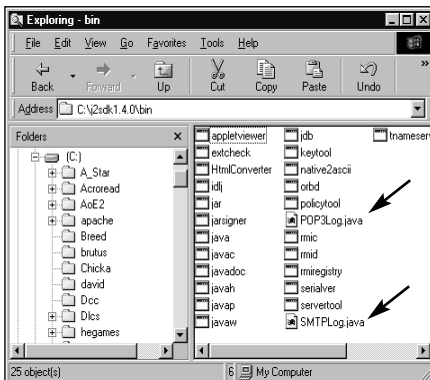 Exploring - bin
File Edit View Go Favorites Tools Help
Back Forward Up Cut Copy Paste Undo »
Address C:\j2sdk1.4.0\bin
Folders x
(C:)
A_Star
Acroread
AoE2
apache
Breed
brutus
Chicka
david
Dcc
Dlcs
hegames
appletviewer
extcheck
HtmlConverter
idlj
jar
jarsigner
java
javac
javadoc
javah
javap
javaw
jdb
keytool
native2ascii
orbd
policytool
POP3Log.java
rmic
rmid
rmiregistry
serialver
servertool
SMTPLog.java
tnameserv
25 object(s) 6 My Computer